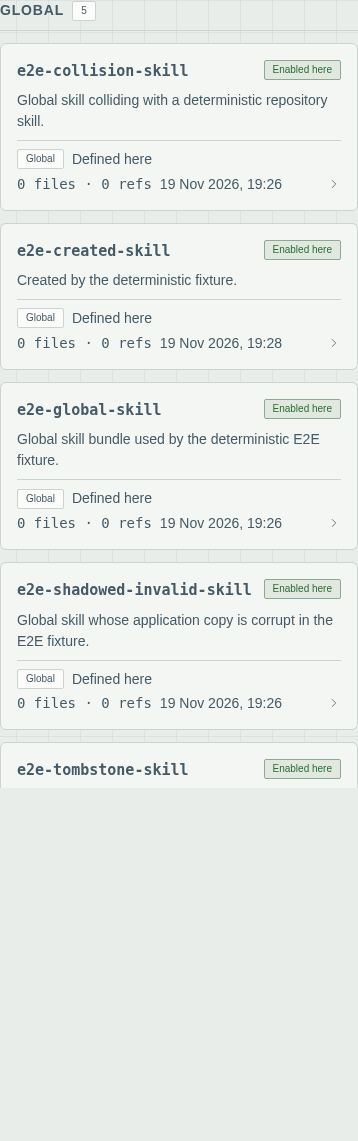 GLOBAL 5
e2e-collision-skill Enabled here
Global skill colliding with a deterministic repository
skill.
Global Defined here
0 files · 0 refs 19 Nov 2026, 19:26
e2e-created-skill Enabled here
Created by the deterministic fixture.
Global Defined here
0 files · 0 refs 19 Nov 2026, 19:28
e2e-global-skill Enabled here
Global skill bundle used by the deterministic E2E
fixture.
Global Defined here
0 files · 0 refs 19 Nov 2026, 19:26
e2e-shadowed-invalid-skill Enabled here
Global skill whose application copy is corrupt in the
E2E fixture.
Global Defined here
0 files · 0 refs 19 Nov 2026, 19:26
e2e-tombstone-skill Enabled here